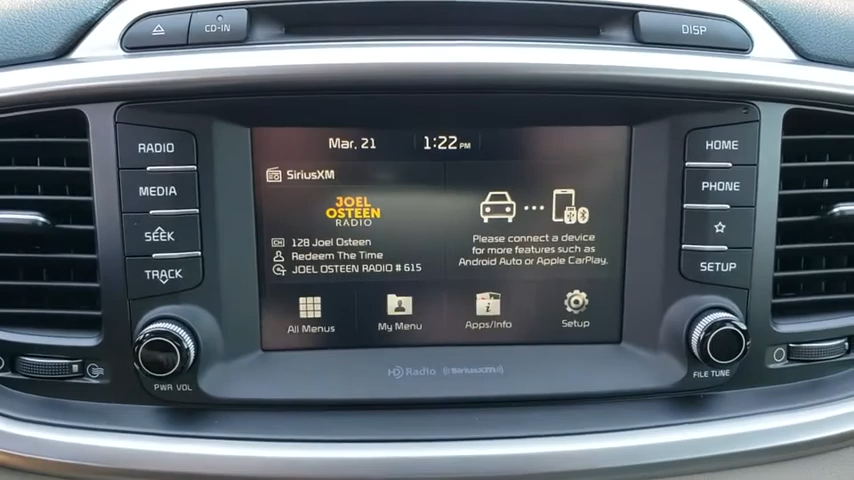 CD-IN
DISP
RADIO
MEDIA
SEEK
TRACK
PWR VOL
Mar. 21 1:22 PM
SiriusXM
JOEL
OSTEEN
RADIO
CH 128 Joel Osteen
Redeem The Time
JOEL OSTEEN RADIO # 615
Please connect a device
for more features such as
Android Auto or Apple CarPlay.
All Menus
My Menu
Apps/Info
Setup
HD Radio ((SiriusXM))
HOME
PHONE
SETUP
FILE TUNE